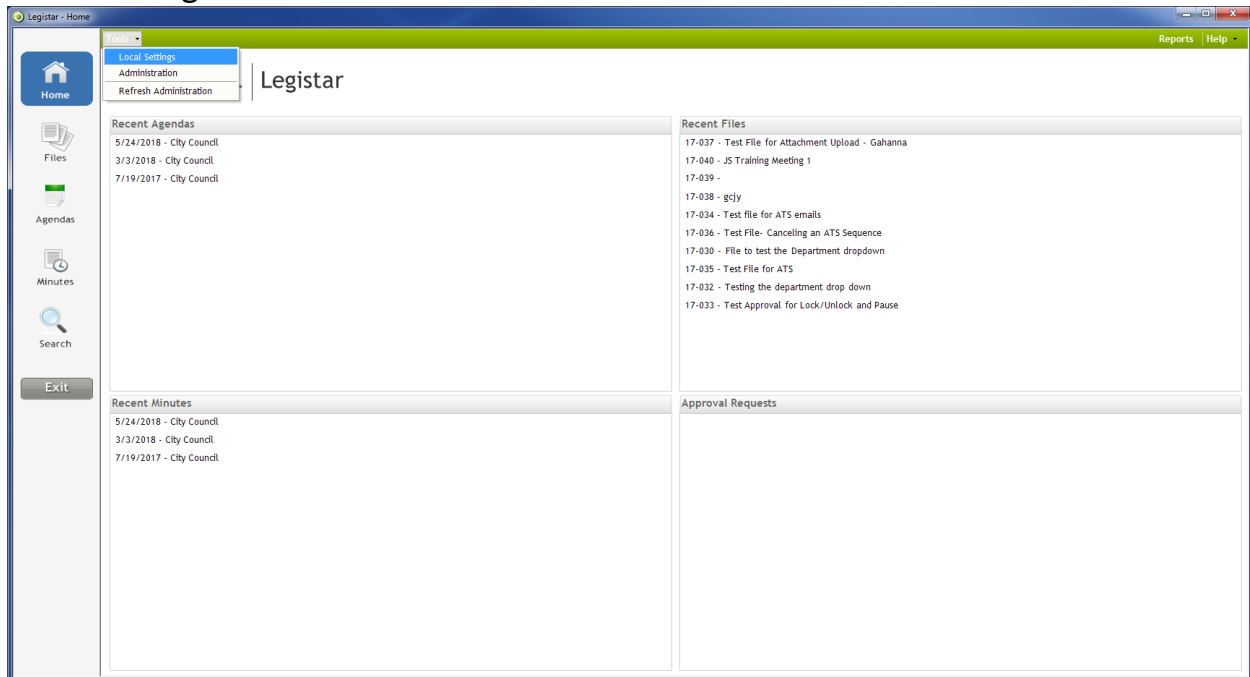 Legistar - Home
Tools
Reports | Help
Local Settings
Administration
Refresh Administration
Legistar
Home
Files
Agendas
Minutes
Search
Exit
Recent Agendas
5/24/2018 - City Council
3/3/2018 - City Council
7/19/2017 - City Council
Recent Files
17-037 - Test File for Attachment Upload - Gahanna
17-040 - JS Training Meeting 1
17-039 -
17-038 - gcjy
17-034 - Test file for ATS emails
17-036 - Test File- Canceling an ATS Sequence
17-030 - File to test the Department dropdown
17-035 - Test File for ATS
17-032 - Testing the department drop down
17-033 - Test Approval for Lock/Unlock and Pause
Recent Minutes
5/24/2018 - City Council
3/3/2018 - City Council
7/19/2017 - City Council
Approval Requests